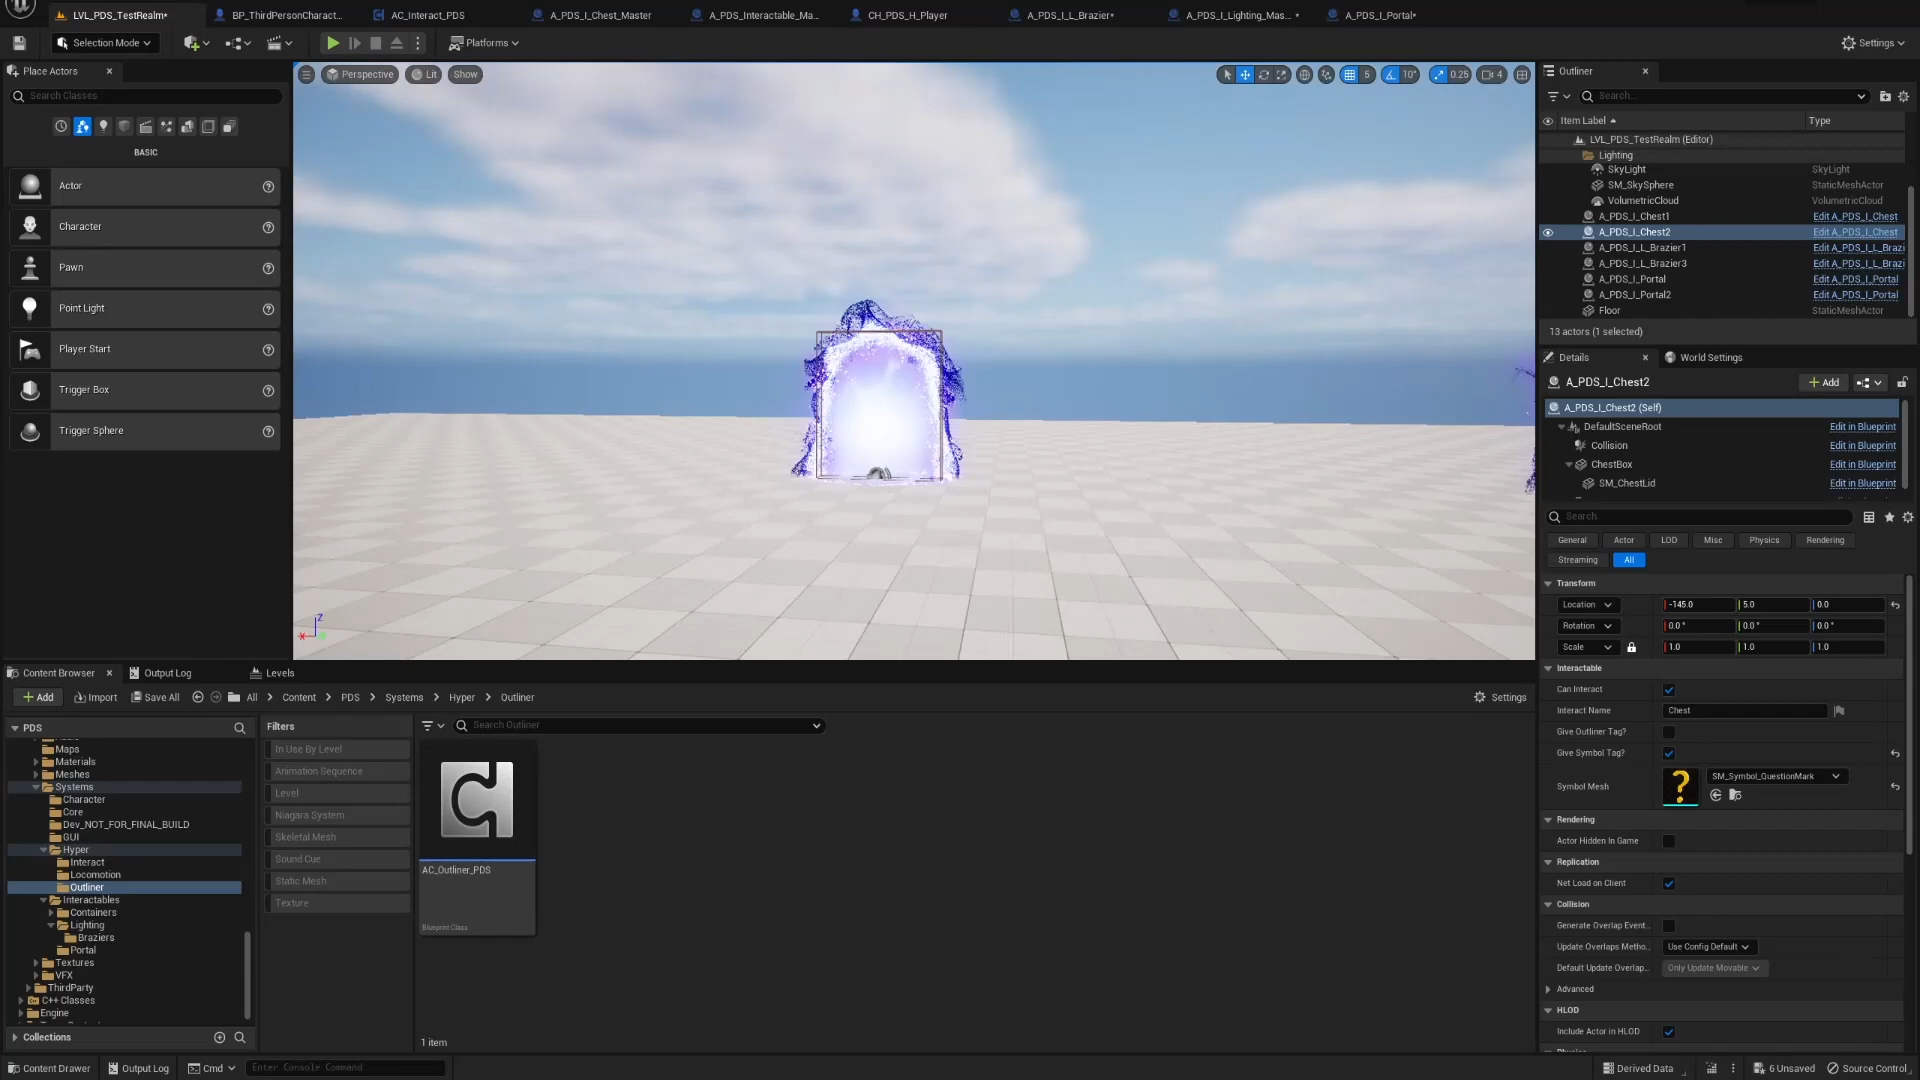 LVL_PDS_TestRealm*
BP_ThirdPersonCharact...
AC_Interact_PDS
A_PDS_I_Chest_Master
A_PDS_Interactable_Ma...
CH_PDS_H_Player
A_PDS_I_L_Brazier*
A_PDS_I_Lighting_Mas... *
A_PDS_I_Portal*
Selection Mode
Platforms
Settings
Place Actors
Search Classes
BASIC
Actor
Character
Pawn
Point Light
Player Start
Trigger Box
Trigger Sphere
Perspective
Lit
Show
5
10°
0.25
4
Z
X
Outliner
Search...
Item Label
Type
LVL_PDS_TestRealm (Editor)
Lighting
SkyLight SkyLight
SM_SkySphere StaticMeshActor
VolumetricCloud VolumetricCloud
A_PDS_I_Chest1 Edit A_PDS_I_Chest
A_PDS_I_Chest2 Edit A_PDS_I_Chest
A_PDS_I_L_Brazier1 Edit A_PDS_I_L_Brazi
A_PDS_I_L_Brazier3 Edit A_PDS_I_L_Brazi
A_PDS_I_Portal Edit A_PDS_I_Portal
A_PDS_I_Portal2 Edit A_PDS_I_Portal
Floor StaticMeshActor
13 actors (1 selected)
Details
World Settings
A_PDS_I_Chest2
Add
A_PDS_I_Chest2 (Self)
DefaultSceneRoot Edit in Blueprint
Collision Edit in Blueprint
ChestBox Edit in Blueprint
SM_ChestLid Edit in Blueprint
Search
General Actor LOD Misc Physics Rendering
Streaming All
Transform
Location -145.0 5.0 0.0
Rotation 0.0° 0.0° 0.0°
Scale 1.0 1.0 1.0
Interactable
Can Interact
Interact Name Chest
Give Outliner Tag?
Give Symbol Tag?
Symbol Mesh SM_Symbol_QuestionMark
?
Rendering
Actor Hidden In Game
Replication
Net Load on Client
Collision
Generate Overlap Event..
Update Overlaps Metho.. Use Config Default
Default Update Overlap.. Only Update Movable
Advanced
HLOD
Include Actor in HLOD
Content Browser
Output Log
Levels
Add
Import
Save All
All > Content > PDS > Systems > Hyper > Outliner
Settings
PDS
Maps
Materials
Meshes
Systems
Character
Core
Dev_NOT_FOR_FINAL_BUILD
GUI
Hyper
Interact
Locomotion
Outliner
Interactables
Containers
Lighting
Braziers
Portal
Textures
VFX
ThirdParty
C++ Classes
Engine
Collections
Filters
In Use By Level
Animation Sequence
Level
Niagara System
Skeletal Mesh
Sound Cue
Static Mesh
Texture
Search Outliner
AC_Outliner_PDS
Blueprint Class
1 item
Content Drawer
Output Log
Cmd
Enter Console Command
Derived Data
6 Unsaved
Source Control